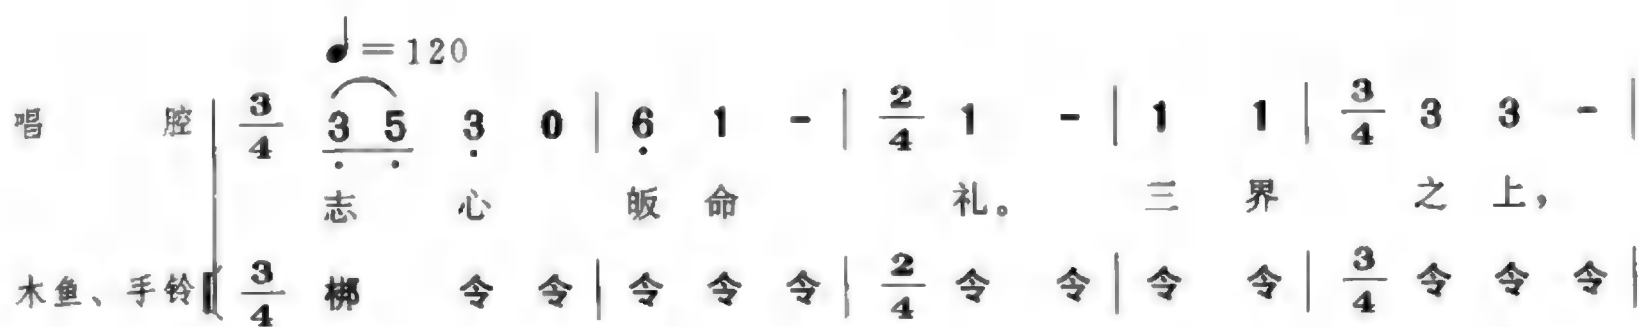 ♩=120
唱 腔 3/4 3 5 3 0 | 6 1 - | 2/4 1 - | 1 1 | 3/4 3 3 - |
志 心 皈 命 礼。 三 界 之 上，
木鱼、手铃 3/4 梆 令 令 | 令 令 令 | 2/4 令 令 | 令 令 | 3/4 令 令 令 |